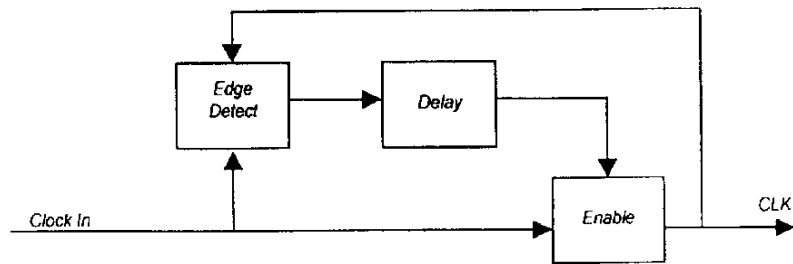 Edge
Detect
Delay
Clock In
Enable
CLK